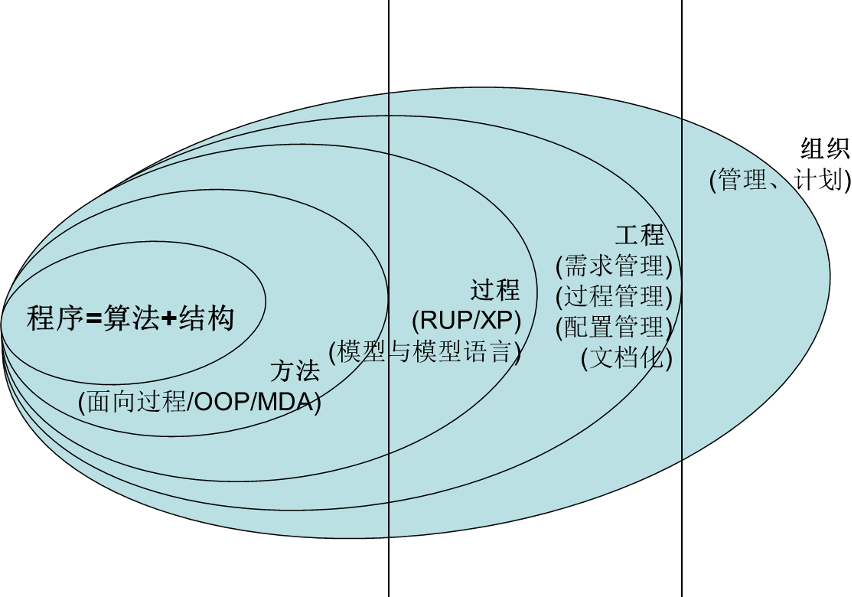 组织
(管理、计划)
工程
(需求管理)
(过程管理)
(配置管理)
(文档化)
过程
(RUP/XP)
(模型与模型语言)
程序=算法+结构
方法
(面向过程/OOP/MDA)